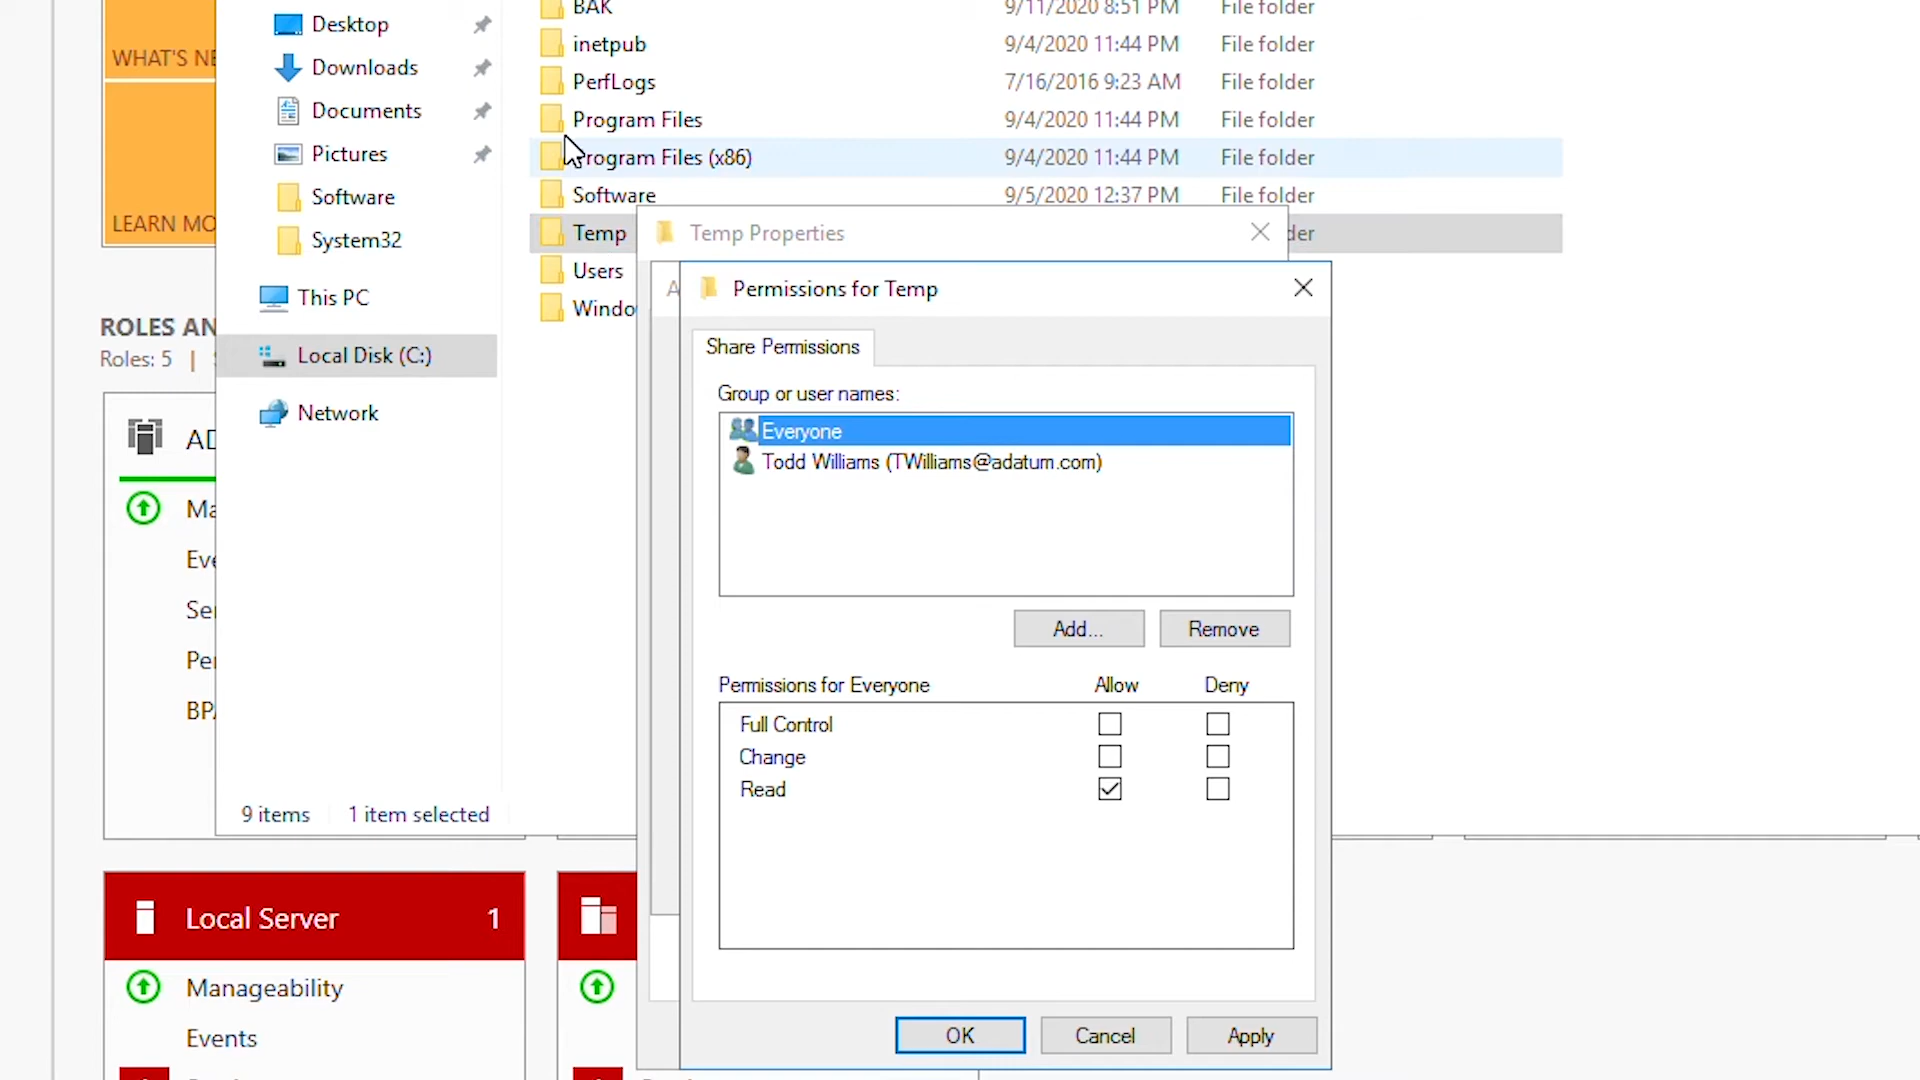 WHAT'S NE
LEARN MO
ROLES AN
Roles: 5 |
AD
Ma
Eve
Ser
Per
BPA
Desktop
Downloads
Documents
Pictures
Software
System32
This PC
Local Disk (C:)
Network
9 items 1 item selected
BAK 9/11/2020 8:51 PM File folder
inetpub 9/4/2020 11:44 PM File folder
PerfLogs 7/16/2016 9:23 AM File folder
Program Files 9/4/2020 11:44 PM File folder
Program Files (x86) 9/4/2020 11:44 PM File folder
Software 9/5/2020 12:37 PM File folder
Temp der
Users
Windo
Temp Properties
A
Permissions for Temp
Share Permissions
Group or user names:
Everyone
Todd Williams (TWilliams@adatum.com)
Add... Remove
Permissions for Everyone Allow Deny
Full Control
Change
Read
OK Cancel Apply
Local Server 1
Manageability
Events